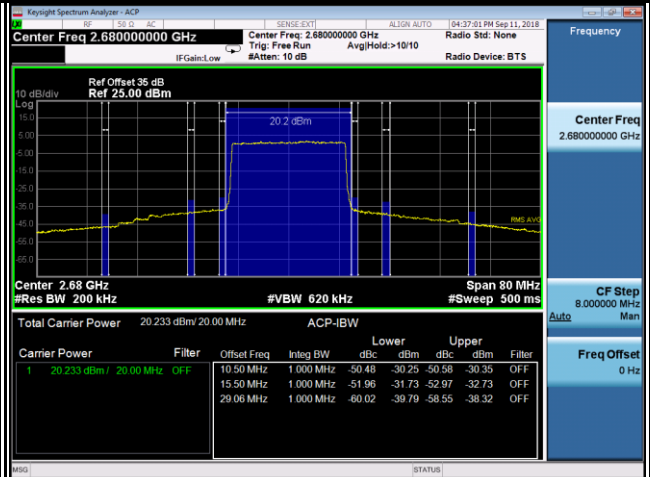 Keysight Spectrum Analyzer - ACP
RF 50 Ω AC SENSE:EXT ALIGN AUTO 04:37:01 PM Sep 11, 2018
Center Freq 2.680000000 GHz Center Freq: 2.680000000 GHz Radio Std: None
Trig: Free Run Avg|Hold:>10/10
IFGain:Low #Atten: 10 dB Radio Device: BTS
Frequency
Ref Offset 35 dB
10 dB/div Ref 25.00 dBm
Log
15.0
20.2 dBm
5.00
-5.00
-15.0
-25.0
-35.0
RMS AVG
-45.0
-55.0
-65.0
Center Freq
2.680000000 GHz
Center 2.68 GHz Span 80 MHz
#Res BW 200 kHz #VBW 620 kHz #Sweep 500 ms
CF Step
8.000000 MHz
Auto Man
Total Carrier Power 20.233 dBm/ 20.00 MHz ACP-IBW
Lower Upper
Carrier Power Filter Offset Freq Integ BW dBc dBm dBc dBm Filter
1 20.233 dBm / 20.00 MHz OFF 10.50 MHz 1.000 MHz -50.48 -30.25 -50.58 -30.35 OFF
15.50 MHz 1.000 MHz -51.96 -31.73 -52.97 -32.73 OFF
29.06 MHz 1.000 MHz -60.02 -39.79 -58.55 -38.32 OFF
Freq Offset
0 Hz
MSG STATUS